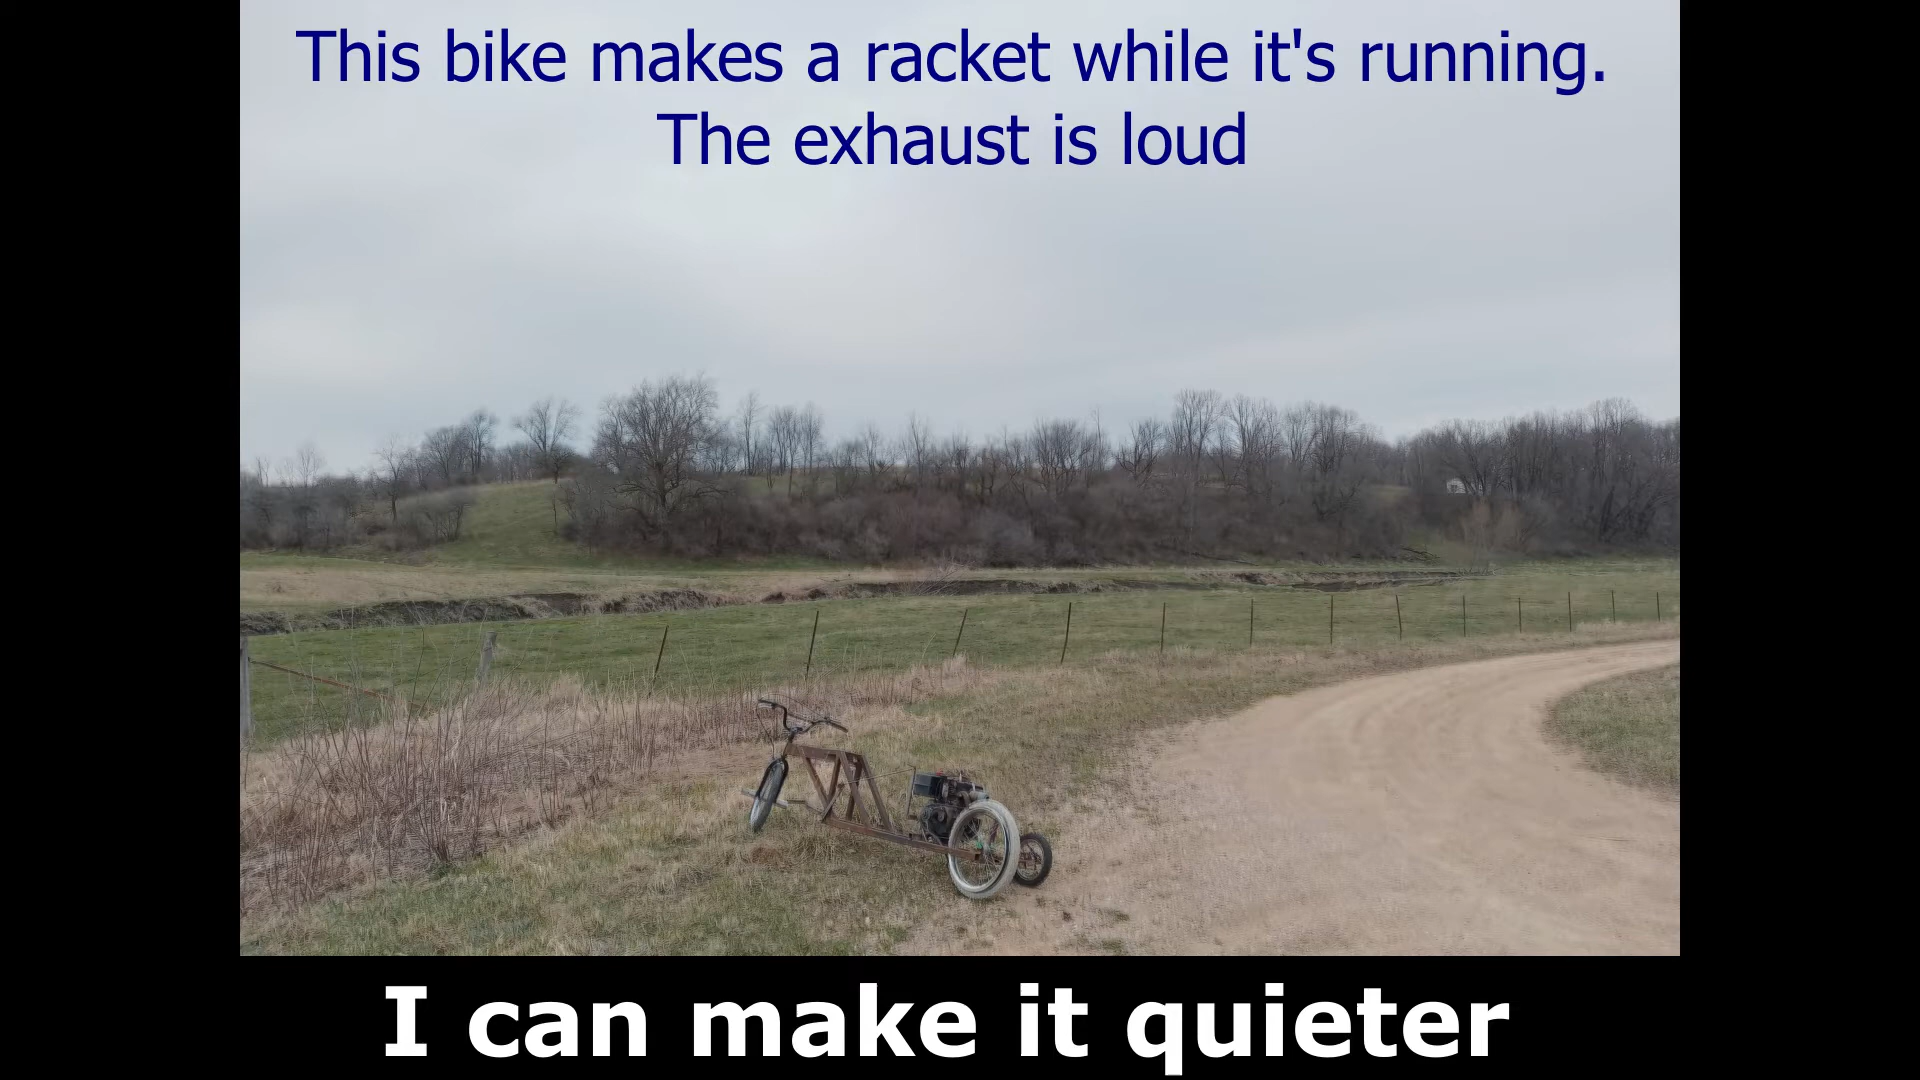 This bike makes a racket while it's running.
The exhaust is loud
I can make it quieter